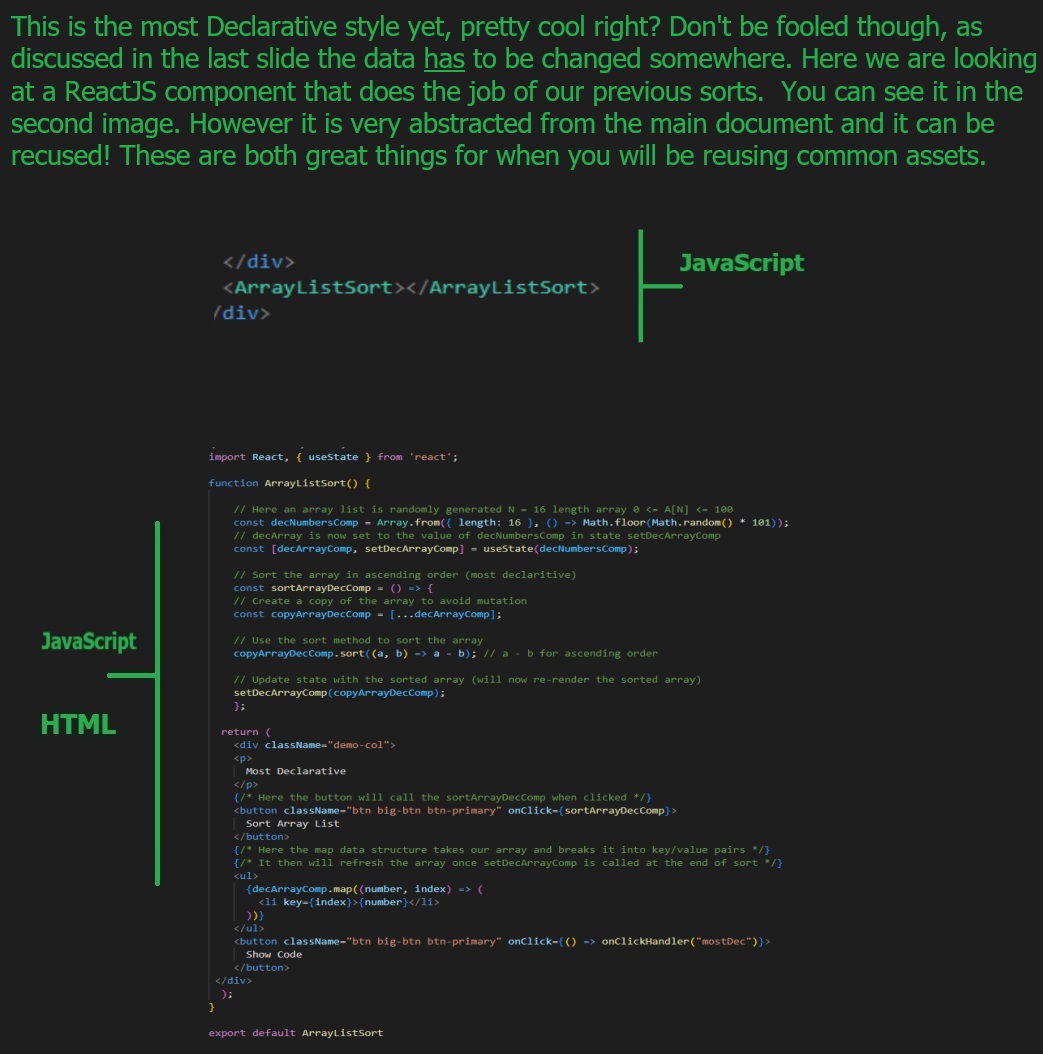 This is the most Declarative style yet, pretty cool right? Don't be fooled though, as
discussed in the last slide the data has to be changed somewhere. Here we are looking
at a ReactJS component that does the job of our previous sorts.  You can see it in the
second image. However it is very abstracted from the main document and it can be
recused! These are both great things for when you will be reusing common assets.
</div>
<ArrayListSort></ArrayListSort>
/div>
JavaScript
import React, { useState } from 'react';
function ArrayListSort() {
// Here an array list is randomly generated N = 16 length array 0 <= A[N] <= 100
const decNumbersComp = Array.from({ length: 16 }, () => Math.floor(Math.random() * 101));
// decArray is now set to the value of decNumbersComp in state setDecArrayComp
const [decArrayComp, setDecArrayComp] = useState(decNumbersComp);
// Sort the array in ascending order (most declaritive)
const sortArrayDecComp = () => {
// Create a copy of the array to avoid mutation
const copyArrayDecComp = [...decArrayComp];
// Use the sort method to sort the array
copyArrayDecComp.sort((a, b) => a - b); // a - b for ascending order
// Update state with the sorted array (will now re-render the sorted array)
setDecArrayComp(copyArrayDecComp);
};
return (
<div className="demo-col">
<p>
Most Declarative
</p>
{/* Here the button will call the sortArrayDecComp when clicked */}
<button className="btn big-btn btn-primary" onClick={sortArrayDecComp}>
Sort Array List
</button>
{/* Here the map data structure takes our array and breaks it into key/value pairs */}
{/* It then will refresh the array once setDecArrayComp is called at the end of sort */}
<ul>
{decArrayComp.map((number, index) => (
<li key={index}>{number}</li>
))}
</ul>
<button className="btn big-btn btn-primary" onClick={() => onClickHandler("mostDec")}>
Show Code
</button>
</div>
);
}
export default ArrayListSort
JavaScript
HTML